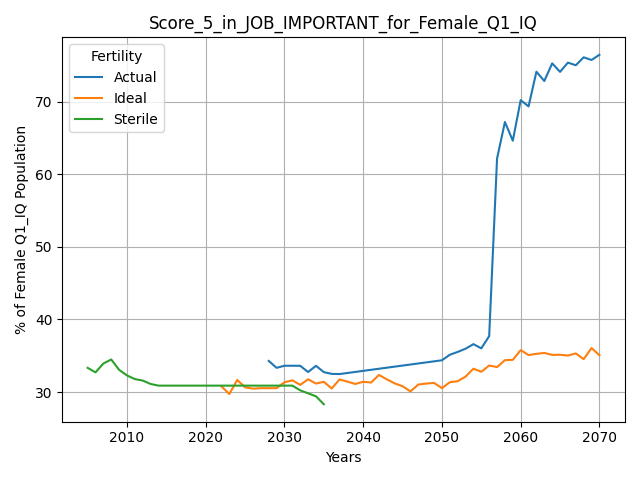 Score_5_in_JOB_IMPORTANT_for_Female_Q1_IQ
Fertility
Actual
Ideal
Sterile
% of Female Q1_IQ Population
70
60
50
40
30
2010 2020 2030 2040 2050 2060 2070
Years